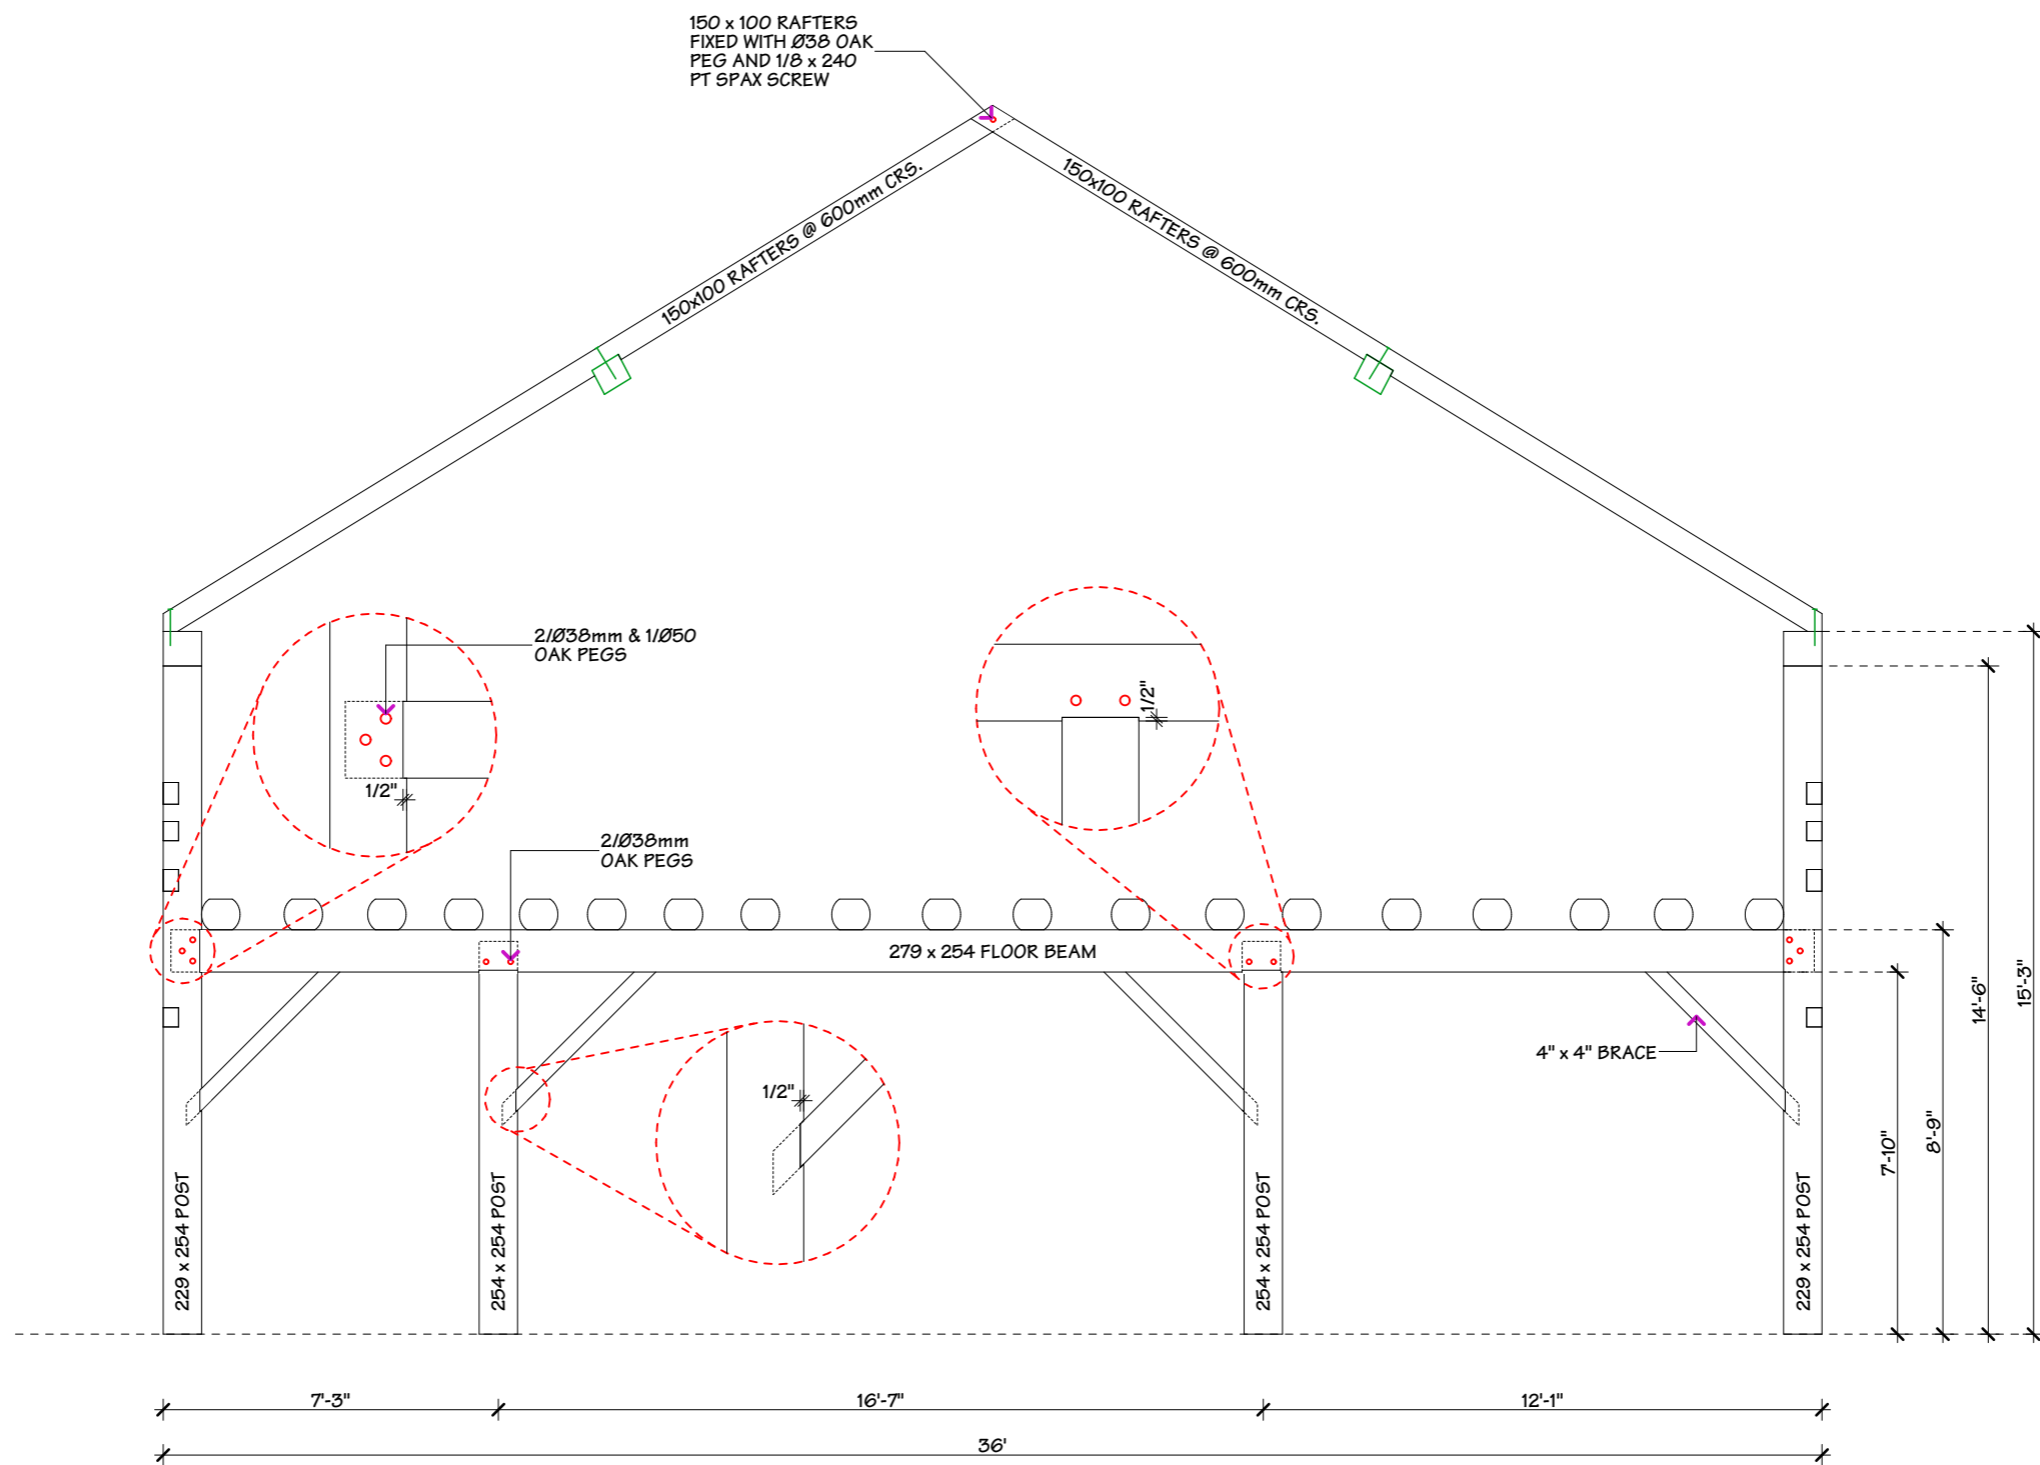 150 x 100 RAFTERS
FIXED WITH Ø38 OAK
PEG AND 1/8 x 240
PT SPAX SCREW
150x100 RAFTERS @ 600mm CRS.
150x100 RAFTERS @ 600mm CRS.
2/Ø38mm & 1/Ø50
OAK PEGS
1/2"
1/2"
2/Ø38mm
OAK PEGS
279 x 254 FLOOR BEAM
1/2"
4" x 4" BRACE
229 x 254 POST
254 x 254 POST
254 x 254 POST
229 x 254 POST
7'-10"
8'-9"
14'-6"
15'-3"
7'-3"
16'-7"
12'-1"
36'